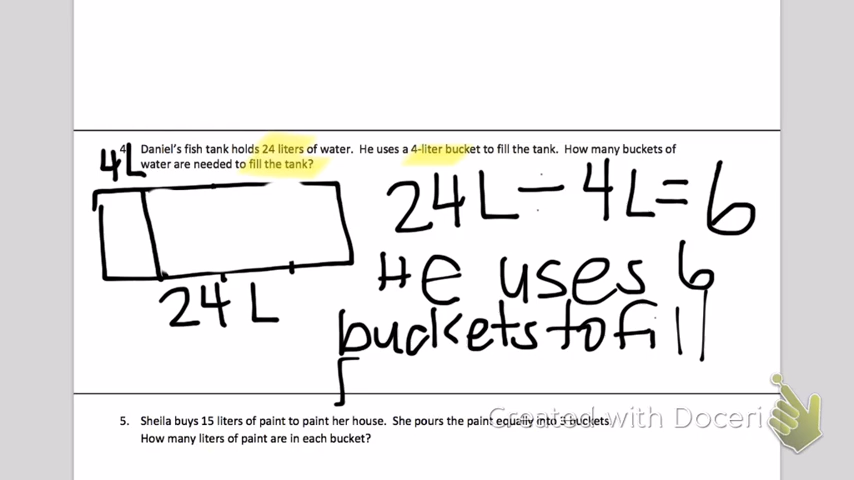 4. Daniel's fish tank holds 24 liters of water. He uses a 4-liter bucket to fill the tank. How many buckets of
water are needed to fill the tank?
4L
24L
24L ÷ 4L = 6
He uses 6
buckets to fill
5. Sheila buys 15 liters of paint to paint her house. She pours the paint equally into 3 buckets.
How many liters of paint are in each bucket?
Created with Doceri